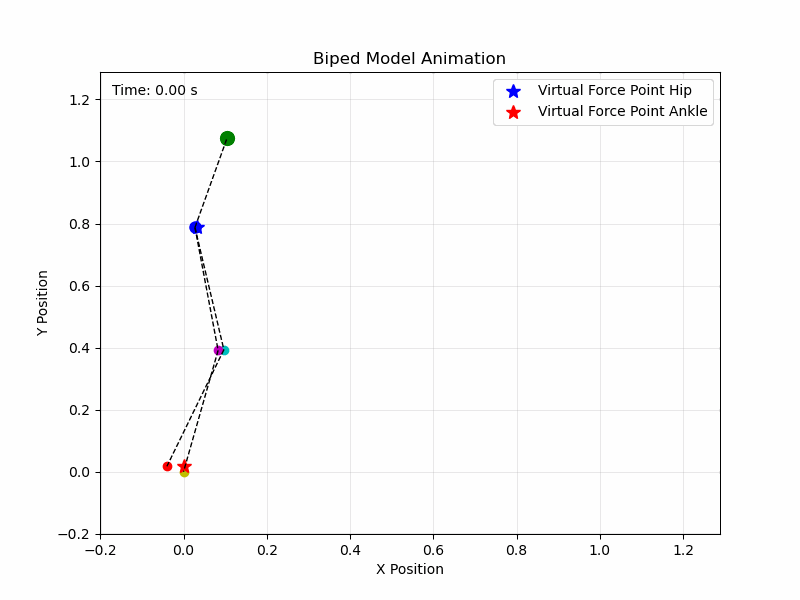 Biped Model Animation
Time: 0.00 s
Virtual Force Point Hip
Virtual Force Point Ankle
1.2
1.0
0.8
0.6
0.4
0.2
0.0
−0.2
Y Position
−0.2 0.0 0.2 0.4 0.6 0.8 1.0 1.2
X Position